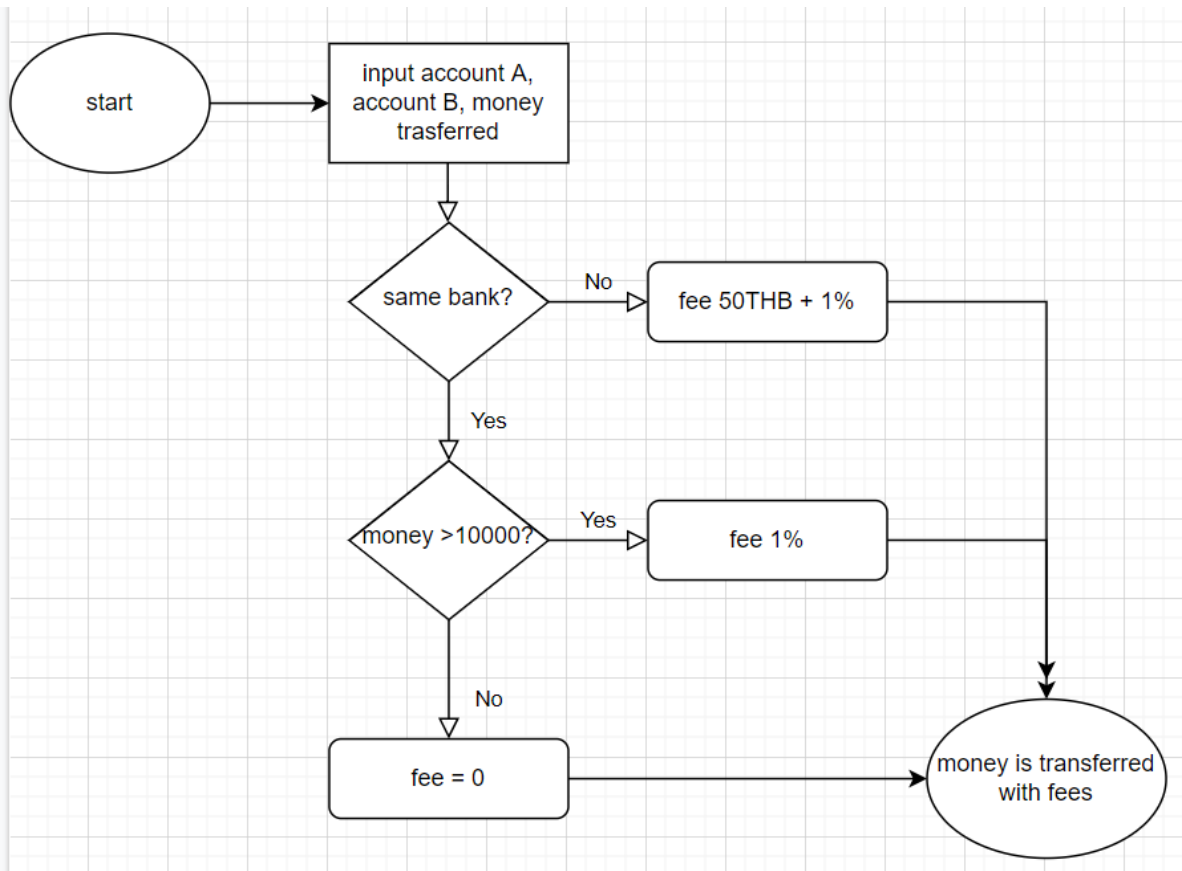 start
input account A,
account B, money
trasferred
same bank?
No
fee 50THB + 1%
Yes
money >10000?
Yes
fee 1%
No
fee = 0
money is transferred
with fees